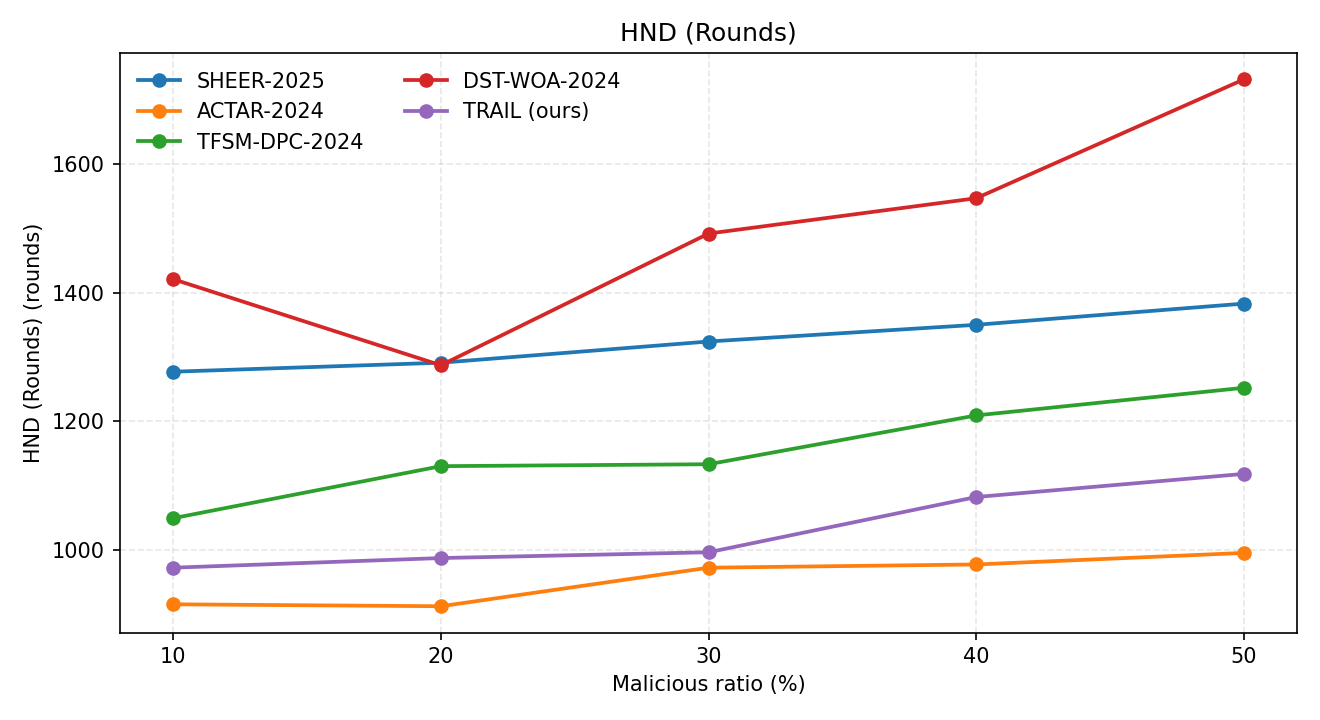 HND (Rounds)
SHEER-2025
ACTAR-2024
TFSM-DPC-2024
DST-WOA-2024
TRAIL (ours)
HND (Rounds) (rounds)
1600
1400
1200
1000
10 20 30 40 50
Malicious ratio (%)